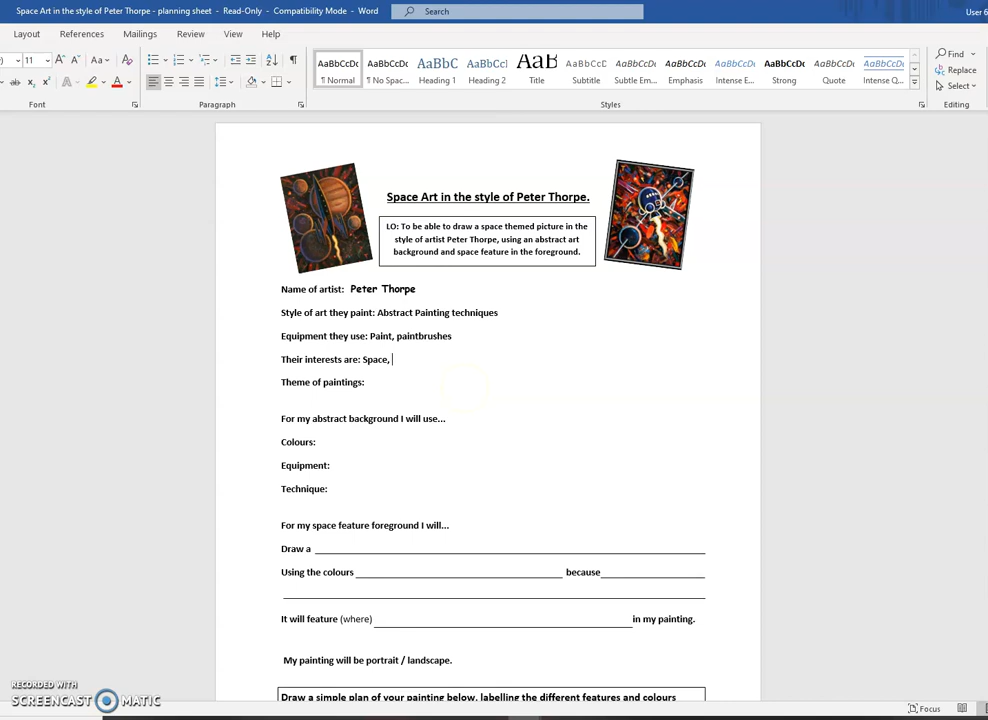 Space Art in the style of Peter Thorpe - planning sheet - Read-Only - Compatibility Mode - Word
Search
User 6
Layout References Mailings Review View Help
11 Aa
AaBbCcDc AaBbCcDc AaBbC AaBbCcI AaB AaBbCcD AaBbCcDc AaBbCcDc AaBbCcDc AaBbCcDc AaBbCcDc AaBbCcDc
¶ Normal ¶ No Spac... Heading 1 Heading 2 Title Subtitle Subtle Em... Emphasis Intense E... Strong Quote Intense Q...
Find
Replace
Select
Font Paragraph Styles Editing
Space Art in the style of Peter Thorpe.
LO: To be able to draw a space themed picture in the
style of artist Peter Thorpe, using an abstract art
background and space feature in the foreground.
Name of artist: Peter Thorpe
Style of art they paint: Abstract Painting techniques
Equipment they use: Paint, paintbrushes
Their interests are: Space,
Theme of paintings:
For my abstract background I will use...
Colours:
Equipment:
Technique:
For my space feature foreground I will...
Draw a
Using the colours because
It will feature (where) in my painting.
My painting will be portrait / landscape.
Draw a simple plan of your painting below, labelling the different features and colours
RECORDED WITH
SCREENCAST MATIC
Focus